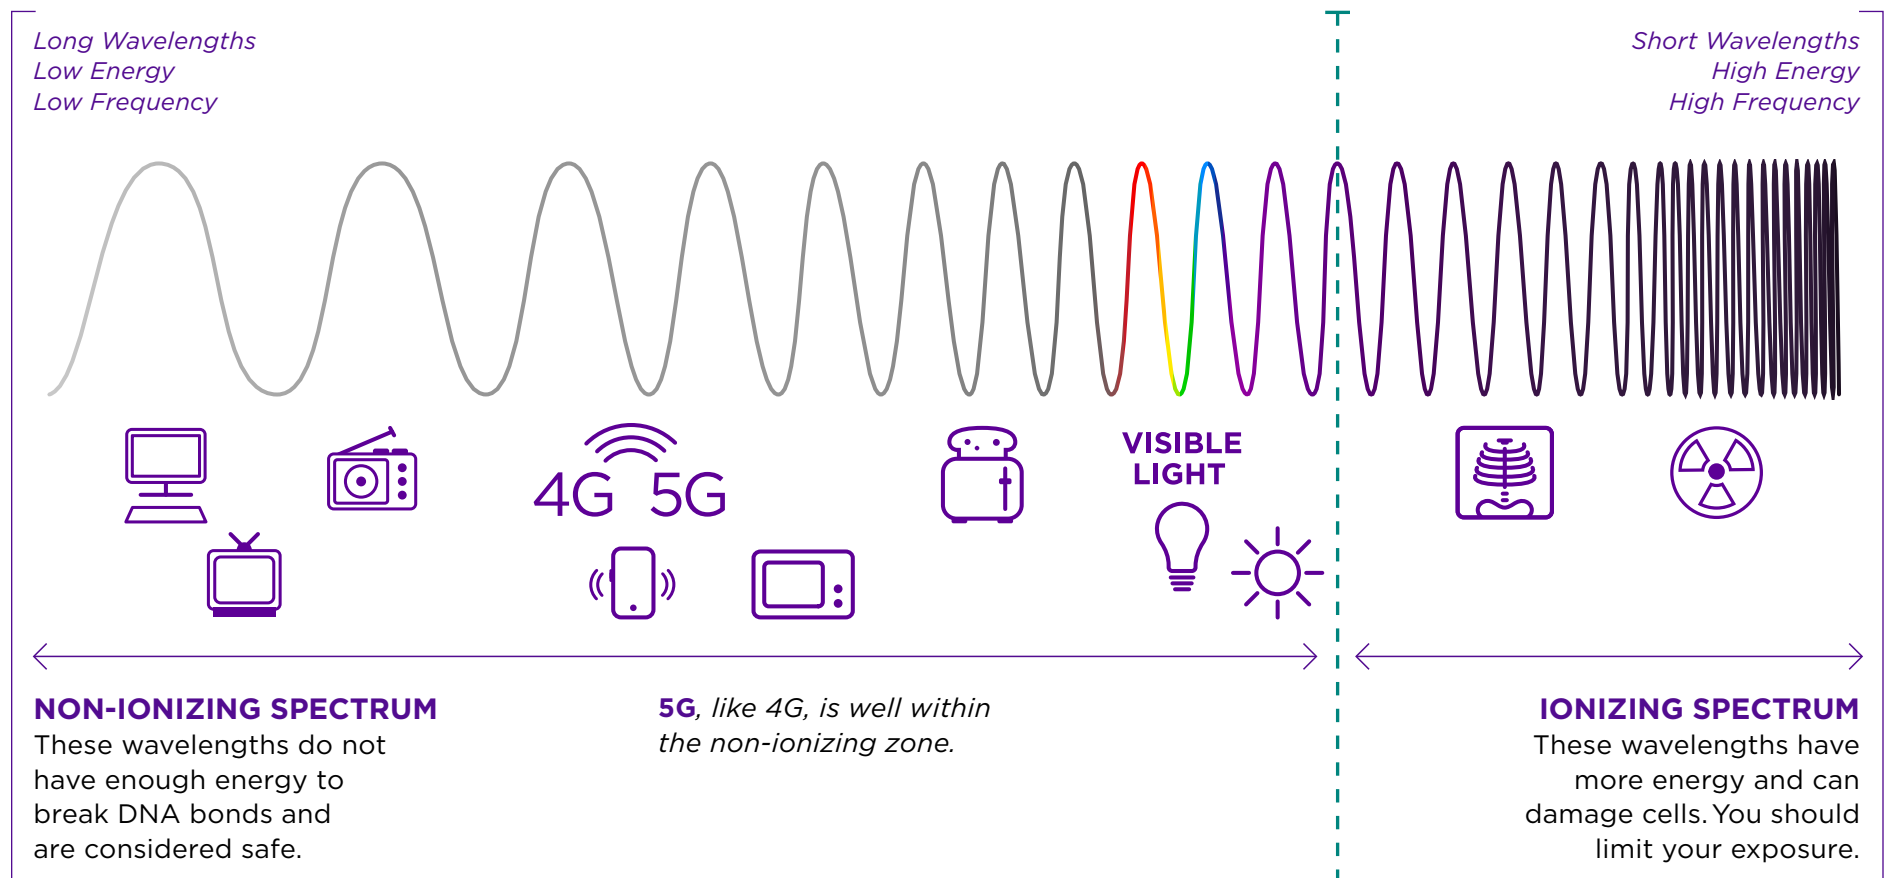 Long Wavelengths
Low Energy
Low Frequency
Short Wavelengths
High Energy
High Frequency
4G 5G
VISIBLE
LIGHT
NON-IONIZING SPECTRUM
These wavelengths do not
have enough energy to
break DNA bonds and
are considered safe.
5G, like 4G, is well within
the non-ionizing zone.
IONIZING SPECTRUM
These wavelengths have
more energy and can
damage cells. You should
limit your exposure.